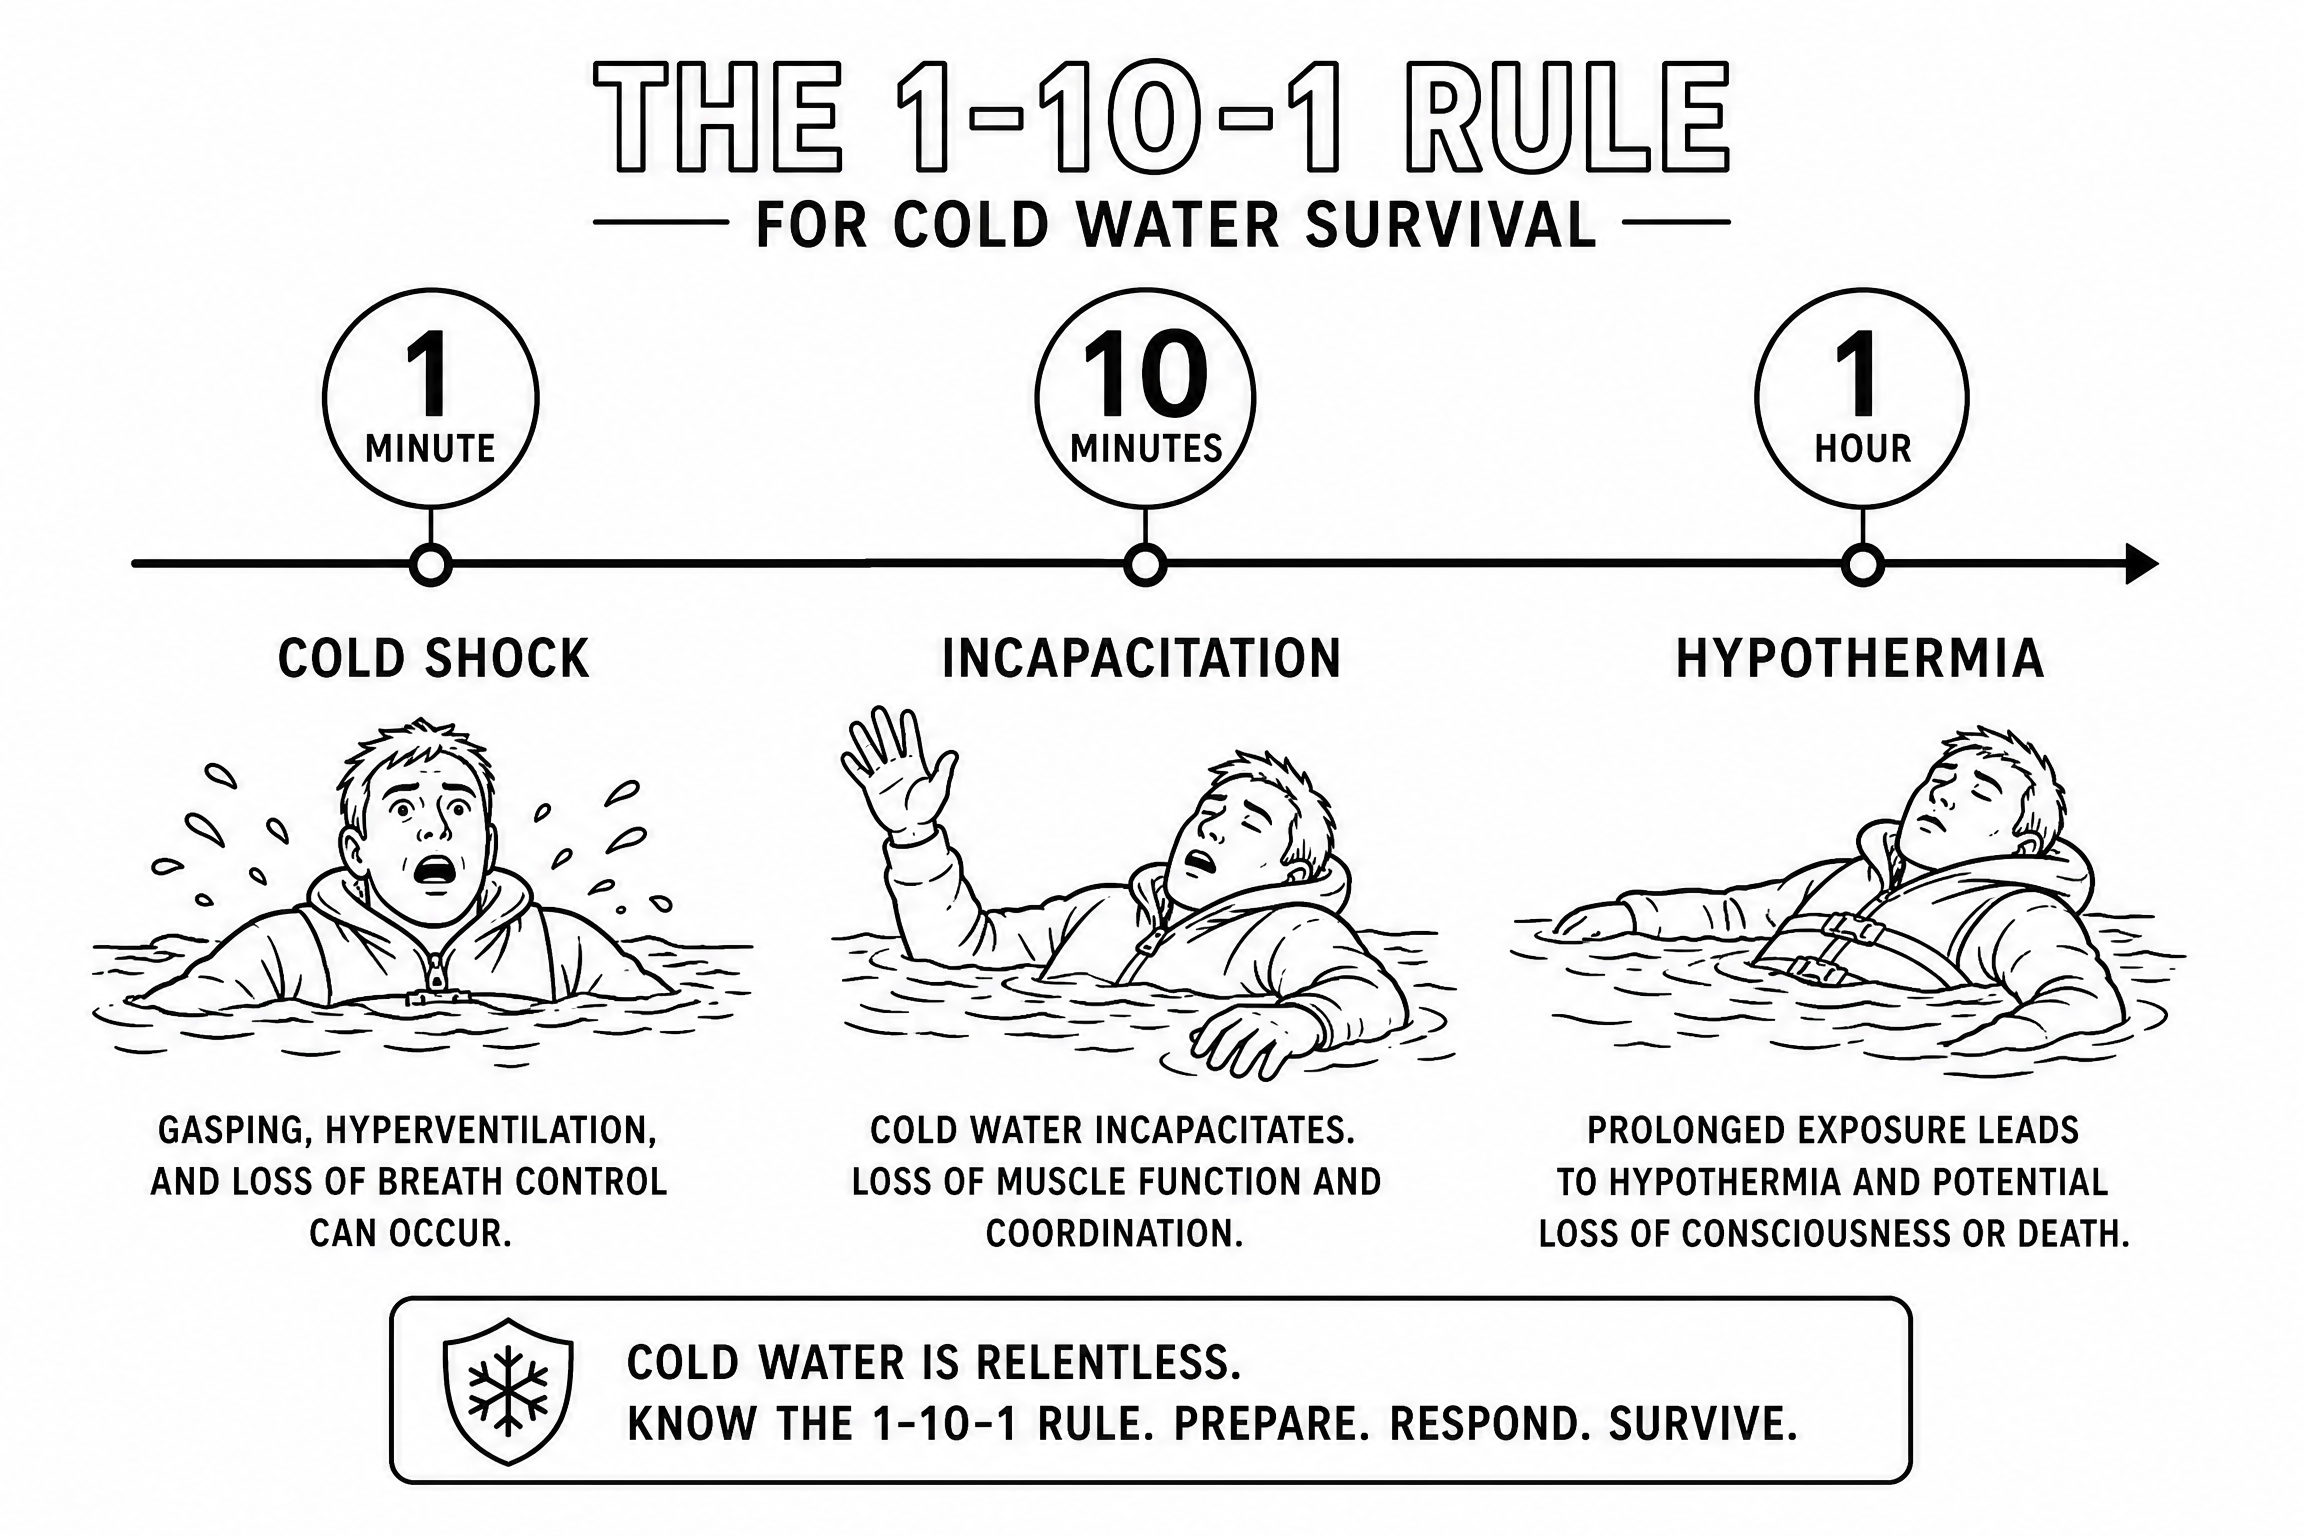 THE 1-10-1 RULE
FOR COLD WATER SURVIVAL
1
MINUTE
10
MINUTES
1
HOUR
COLD SHOCK
INCAPACITATION
HYPOTHERMIA
GASPING, HYPERVENTILATION,
AND LOSS OF BREATH CONTROL
CAN OCCUR.
COLD WATER INCAPACITATES.
LOSS OF MUSCLE FUNCTION AND
COORDINATION.
PROLONGED EXPOSURE LEADS
TO HYPOTHERMIA AND POTENTIAL
LOSS OF CONSCIOUSNESS OR DEATH.
COLD WATER IS RELENTLESS.
KNOW THE 1-10-1 RULE. PREPARE. RESPOND. SURVIVE.